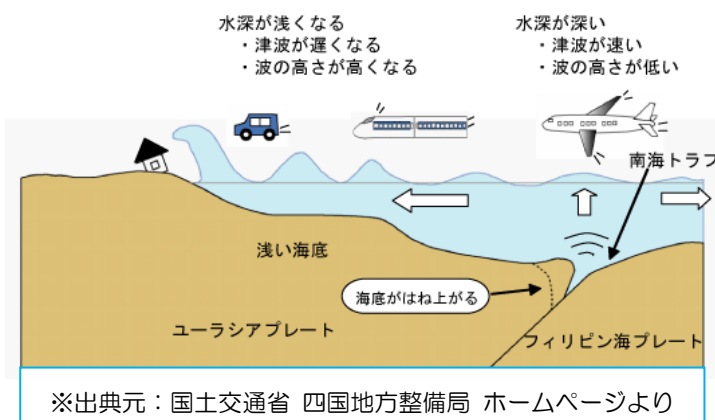 水深が浅くなる
・津波が遅くなる
・波の高さが高くなる
水深が深い
・津波が速い
・波の高さが低い
南海トラフ
浅い海底
海底がはね上がる
ユーラシアプレート
フィリピン海プレート
※出典元：国土交通省 四国地方整備局 ホームページより